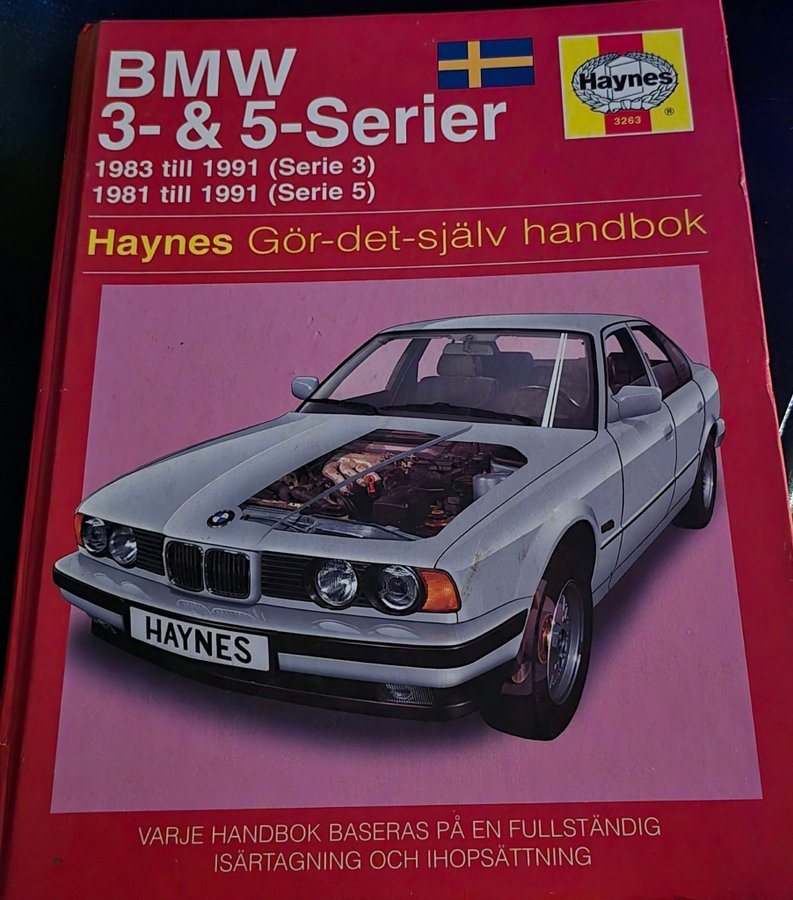 BMW
3- & 5-Serier
1983 till 1991 (Serie 3)
1981 till 1991 (Serie 5)
Haynes
®
3263
Haynes Gör-det-själv handbok
HAYNES
VARJE HANDBOK BASERAS PÅ EN FULLSTÄNDIG
ISÄRTAGNING OCH IHOPSÄTTNING